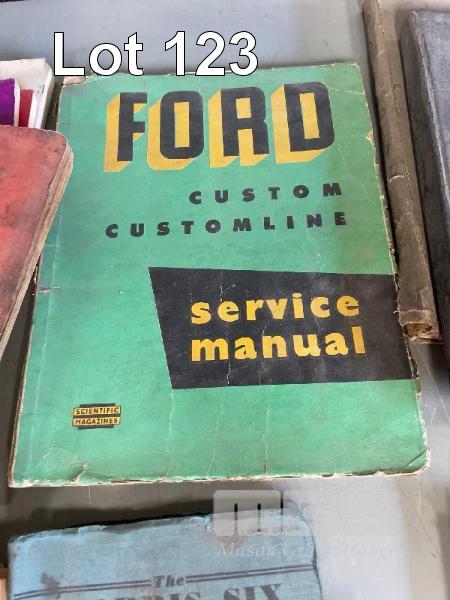 Lot 123
FORD
CUSTOM
CUSTOMLINE
service
manual
SCIENTIFIC
MAGAZINES
The
SIX